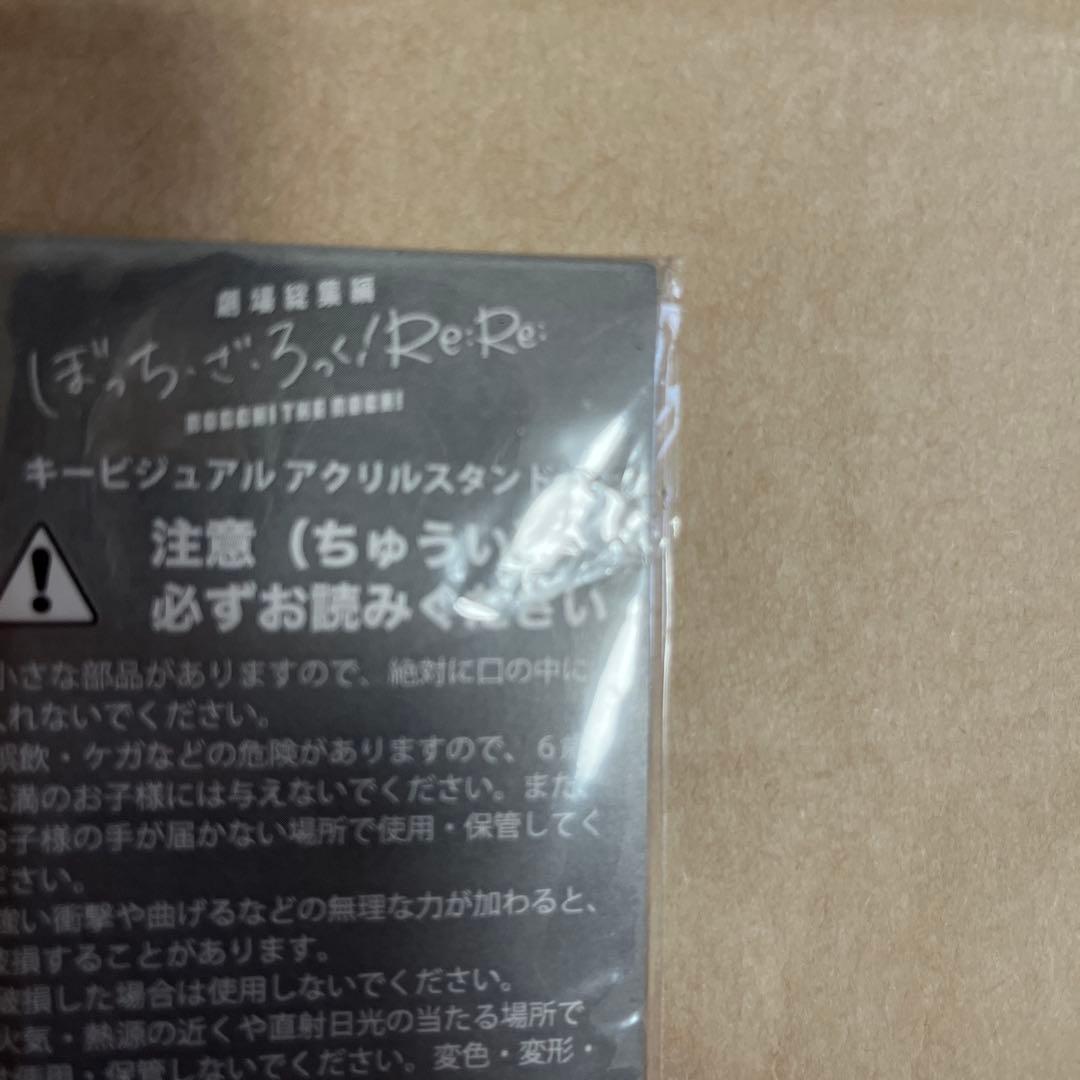 劇場総集編
ぼっち・ざ・ろっく!Re:Re:
BOCCHI THE ROCK!
キービジュアル アクリルスタンド
注意（ちゅうい
必ずお読みください
小さな部品がありますので、絶対に口の中に
れないでください。
飲・ケガなどの危険がありますので、6歳
未満のお子様には与えないでください。また、
お子様の手が届かない場所で使用・保管してく
ださい。
強い衝撃や曲げるなどの無理な力が加わると、
破損することがあります。
破損した場合は使用しないでください。
火気・熱源の近くや直射日光の当たる場所で
使用・保管しないでください。変色・変形・